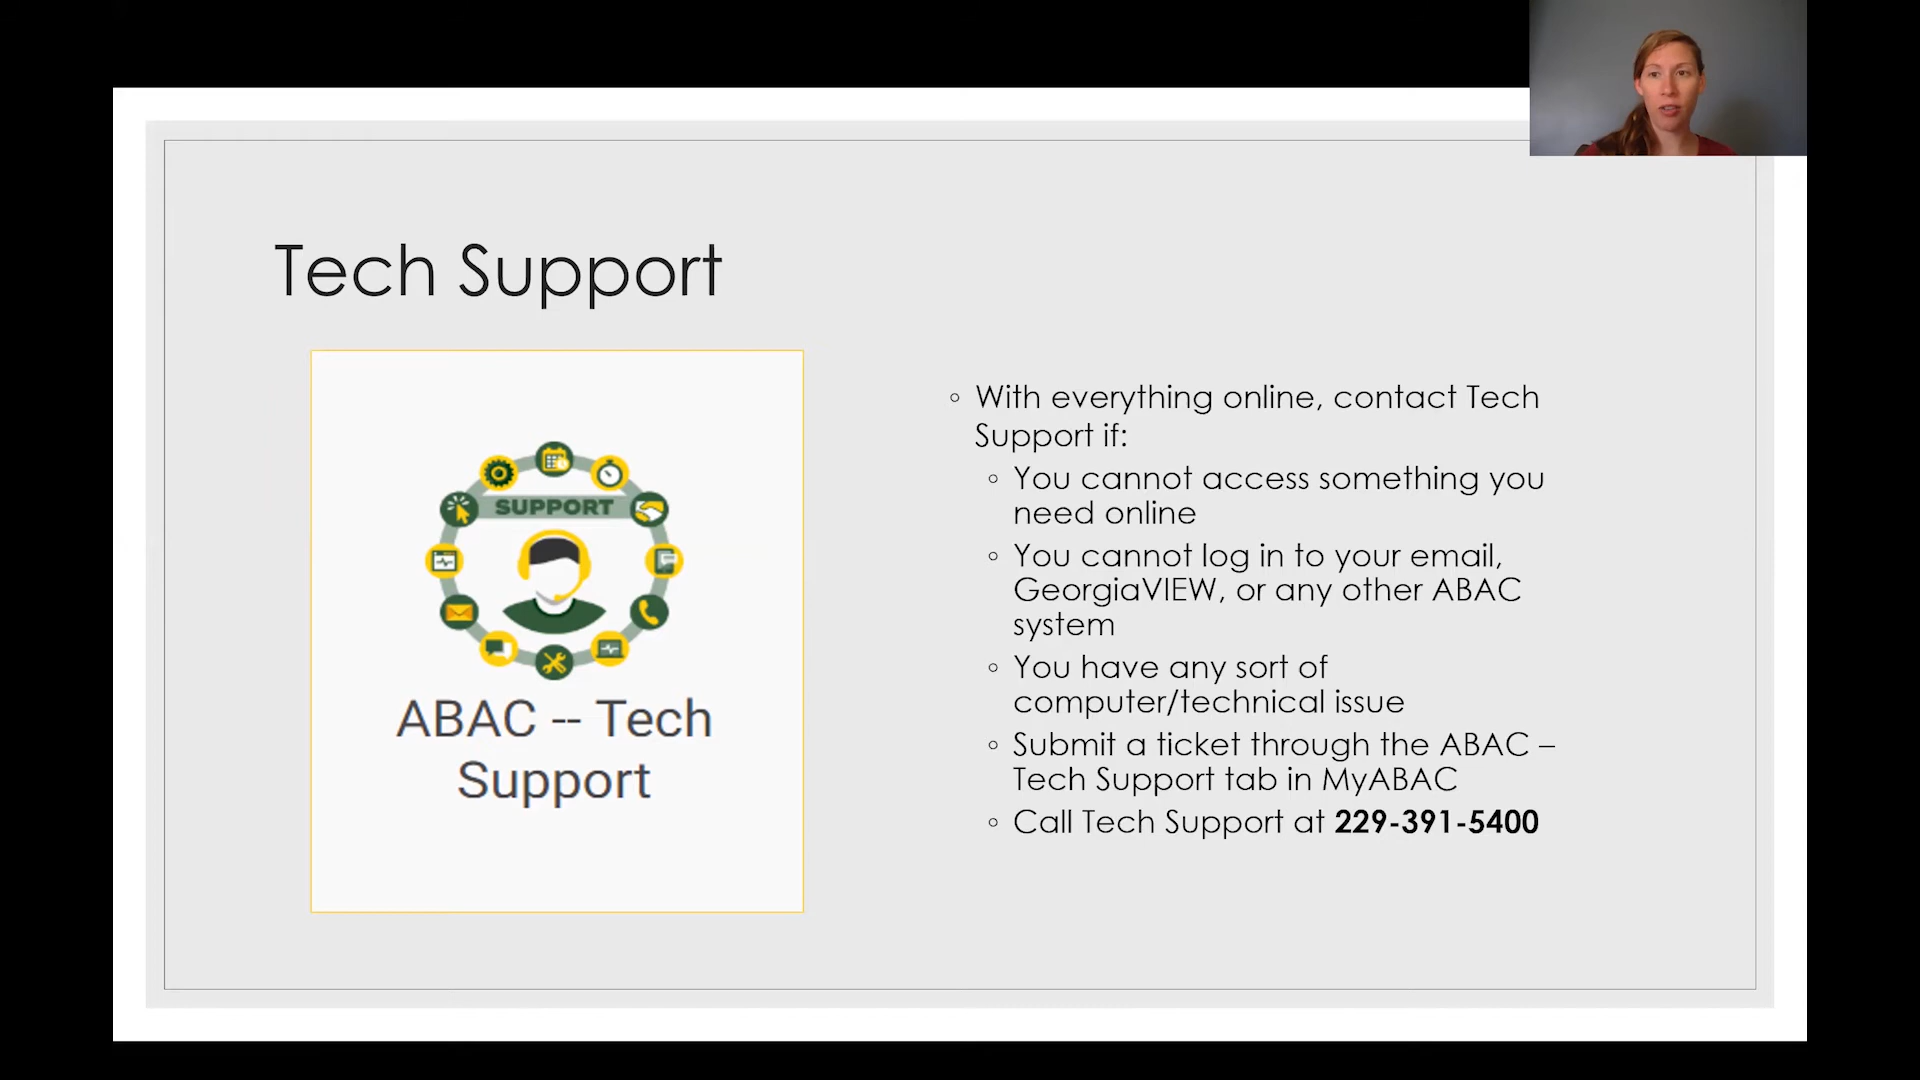 Tech Support
SUPPORT
ABAC -- Tech
Support
◦ With everything online, contact Tech
Support if:
◦ You cannot access something you
need online
◦ You cannot log in to your email,
GeorgiaVIEW, or any other ABAC
system
◦ You have any sort of
computer/technical issue
◦ Submit a ticket through the ABAC –
Tech Support tab in MyABAC
◦ Call Tech Support at 229-391-5400